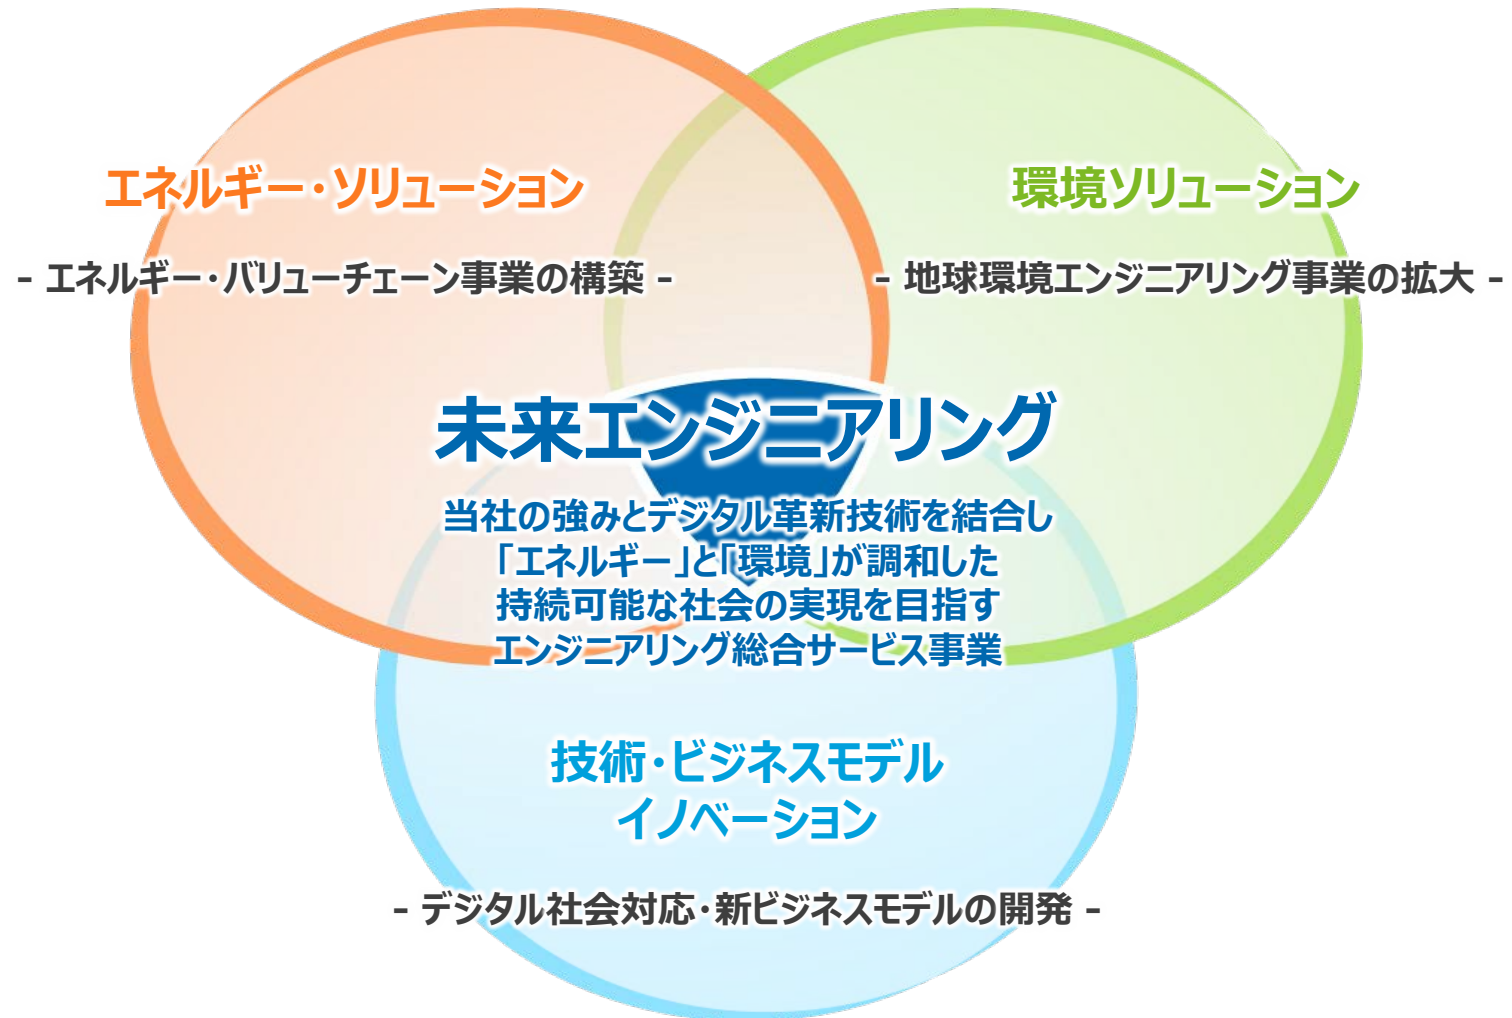 エネルギー・ソリューション
環境ソリューション
- エネルギー・バリューチェーン事業の構築 -
- 地球環境エンジニアリング事業の拡大 -
未来エンジニアリング
当社の強みとデジタル革新技術を結合し
「エネルギー」と「環境」が調和した
持続可能な社会の実現を目指す
エンジニアリング総合サービス事業
技術・ビジネスモデル
イノベーション
- デジタル社会対応・新ビジネスモデルの開発 -